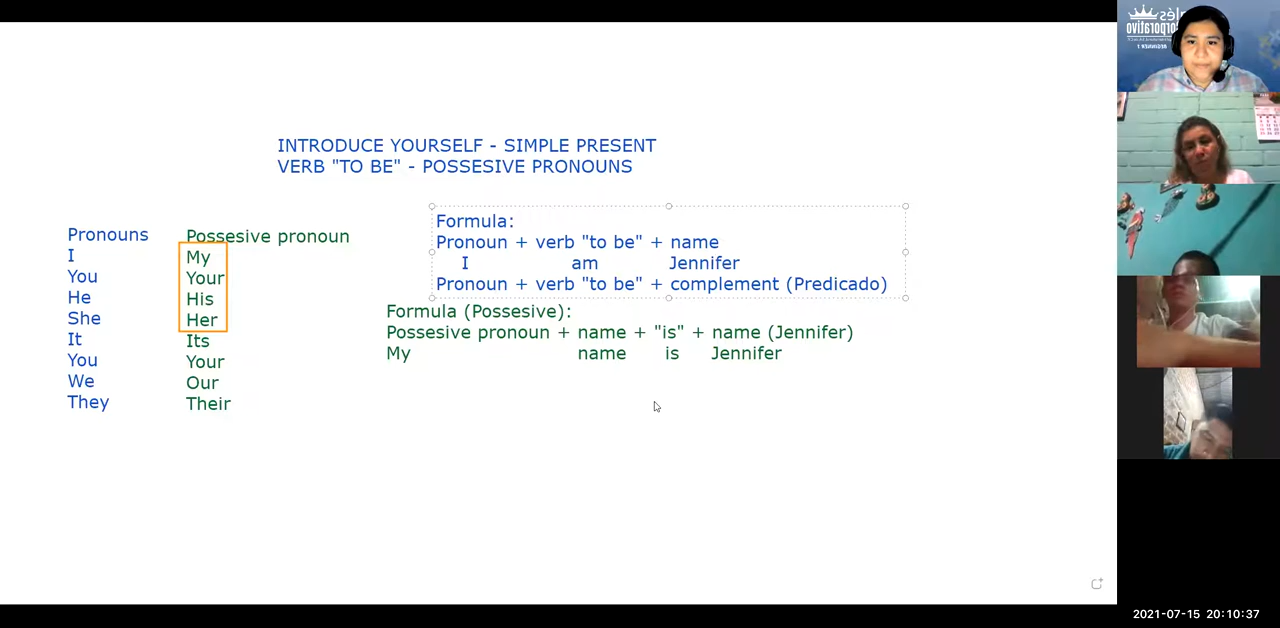 INTRODUCE YOURSELF - SIMPLE PRESENT
VERB "TO BE" - POSSESIVE PRONOUNS
Formula:
Pronoun + verb "to be" + name
I am Jennifer
Pronoun + verb "to be" + complement (Predicado)
Formula (Possesive):
Possesive pronoun + name + "is" + name (Jennifer)
My name is Jennifer
Pronouns Possesive pronoun
I My
You Your
He His
She Her
It Its
You Your
We Our
They Their
2021-07-15 20:10:37